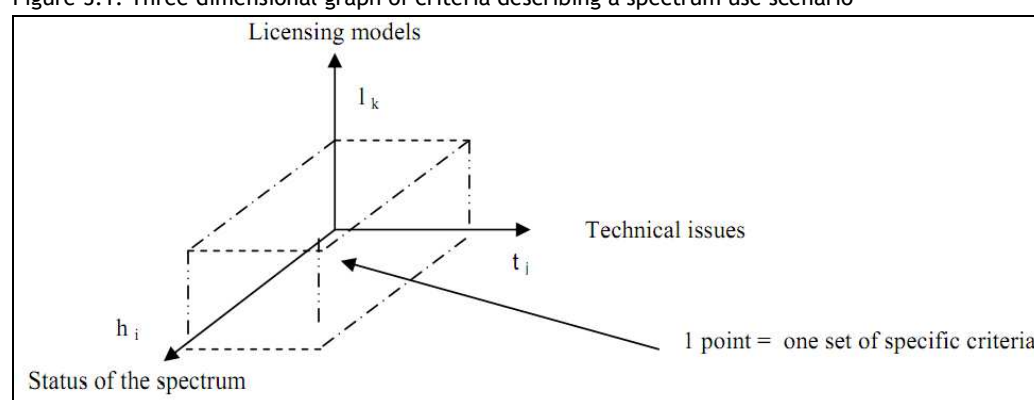 Figure 3.1: Three dimensional graph of criteria describing a spectrum use scenario
Licensing models
l k
Technical issues
t j
h i
1 point = one set of specific criteria
Status of the spectrum